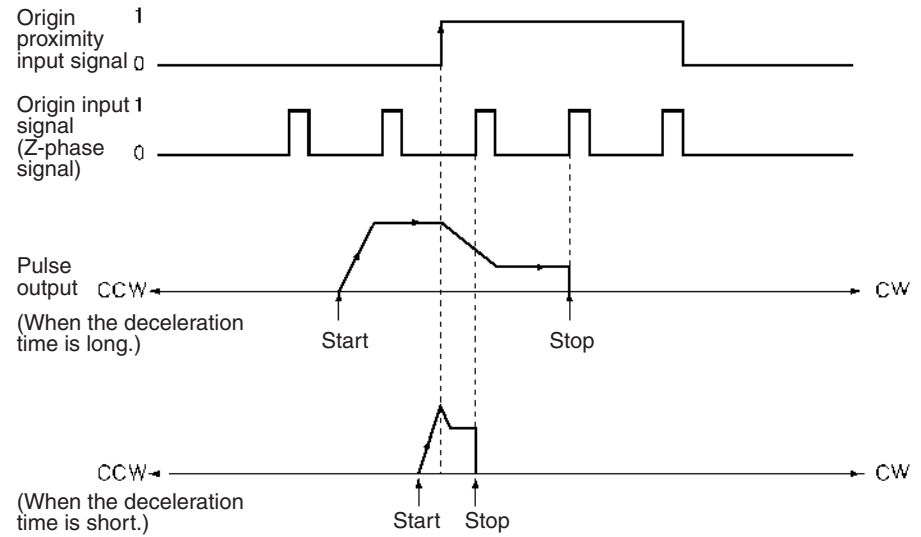 Origin 1
proximity
input signal 0
Origin input 1
signal
(Z-phase 0
signal)
Pulse
output CCW CW
(When the deceleration
time is long.)
Start Stop
CCW CW
(When the deceleration
time is short.)
Start Stop